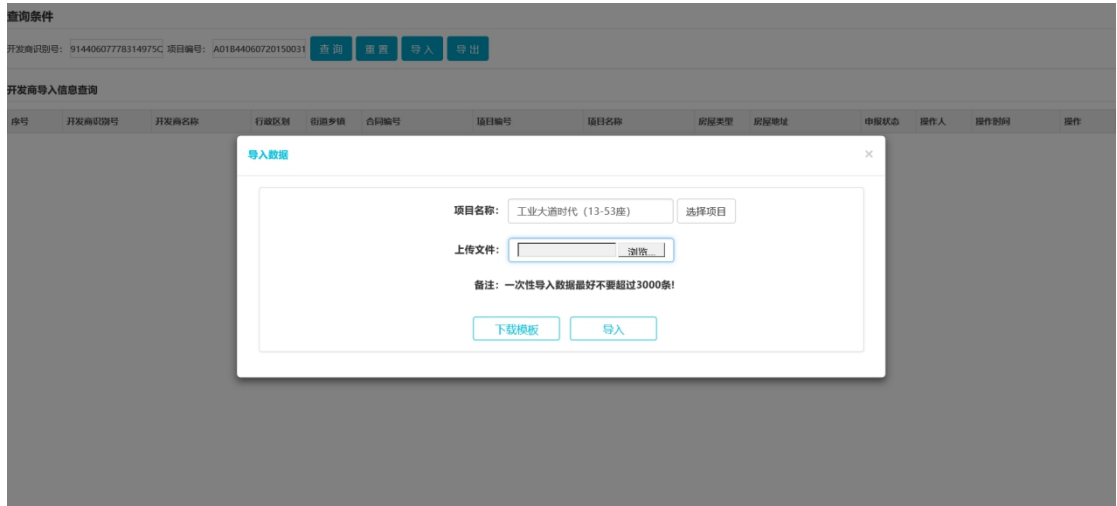 查询条件
开发商识别号: 91440607778314975C 项目编号: A01B44060720150031 查 询 重 置 导 入 导 出
开发商导入信息查询
序号 开发商识别号 开发商名称 行政区划 街道乡镇 合同编号 项目编号 项目名称 房屋类型 房屋地址 申报状态 操作人 操作时间 操作
导入数据 ×
项目名称: 工业大道时代 (13-53座) 选择项目
上传文件: 浏览...
备注: 一次性导入数据最好不要超过3000条!
下载模板 导入